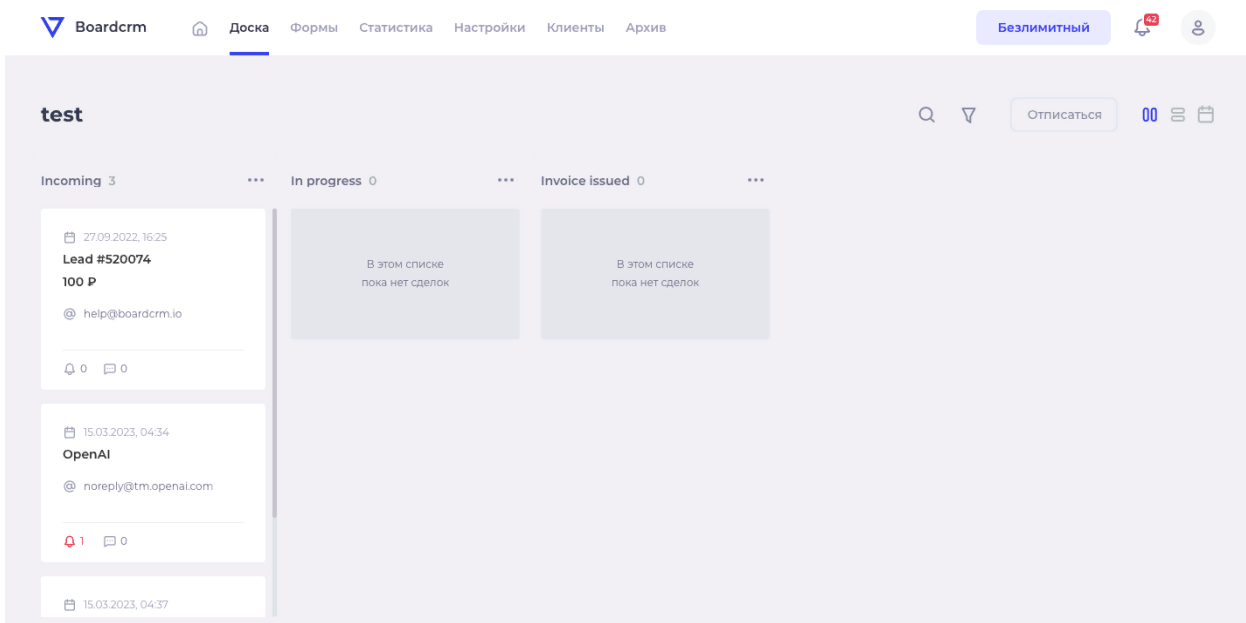 Boardcrm Доска Формы Статистика Настройки Клиенты Архив Безлимитный 42
test Отписаться
Incoming 3 In progress 0 Invoice issued 0
27.09.2022, 16:25
Lead #520074
100 ₽
@ help@boardcrm.io
0 0
В этом списке
пока нет сделок
В этом списке
пока нет сделок
15.03.2023, 04:34
OpenAI
@ noreply@tm.openai.com
1 0
15.03.2023, 04:37